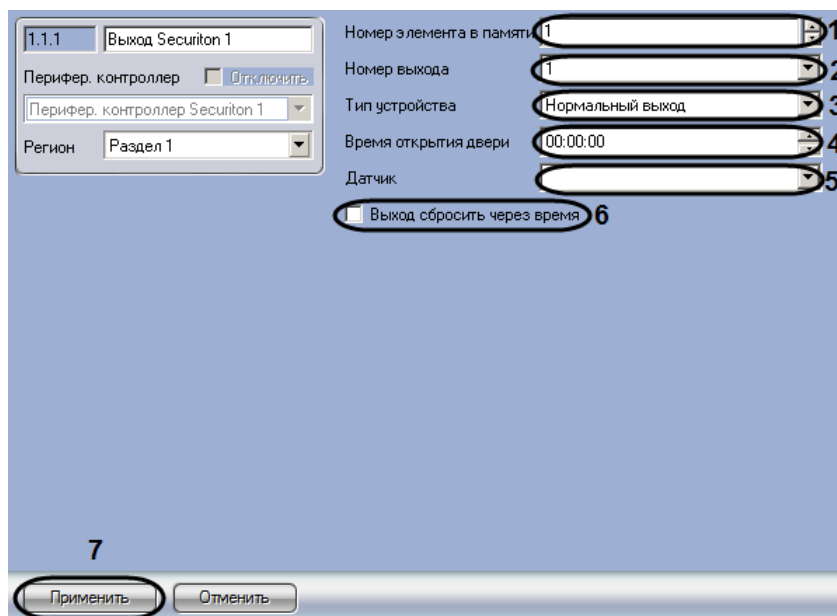 1.1.1 Выход Securiton 1
Перифер. контроллер Отключить
Перифер. контроллер Securiton 1
Регион Раздел 1
Номер элемента в памяти 1 1
Номер выхода 1 2
Тип устройства Нормальный выход 3
Время открытия двери 00:00:00 4
Датчик 5
Выход сбросить через время 6
7
Применить Отменить